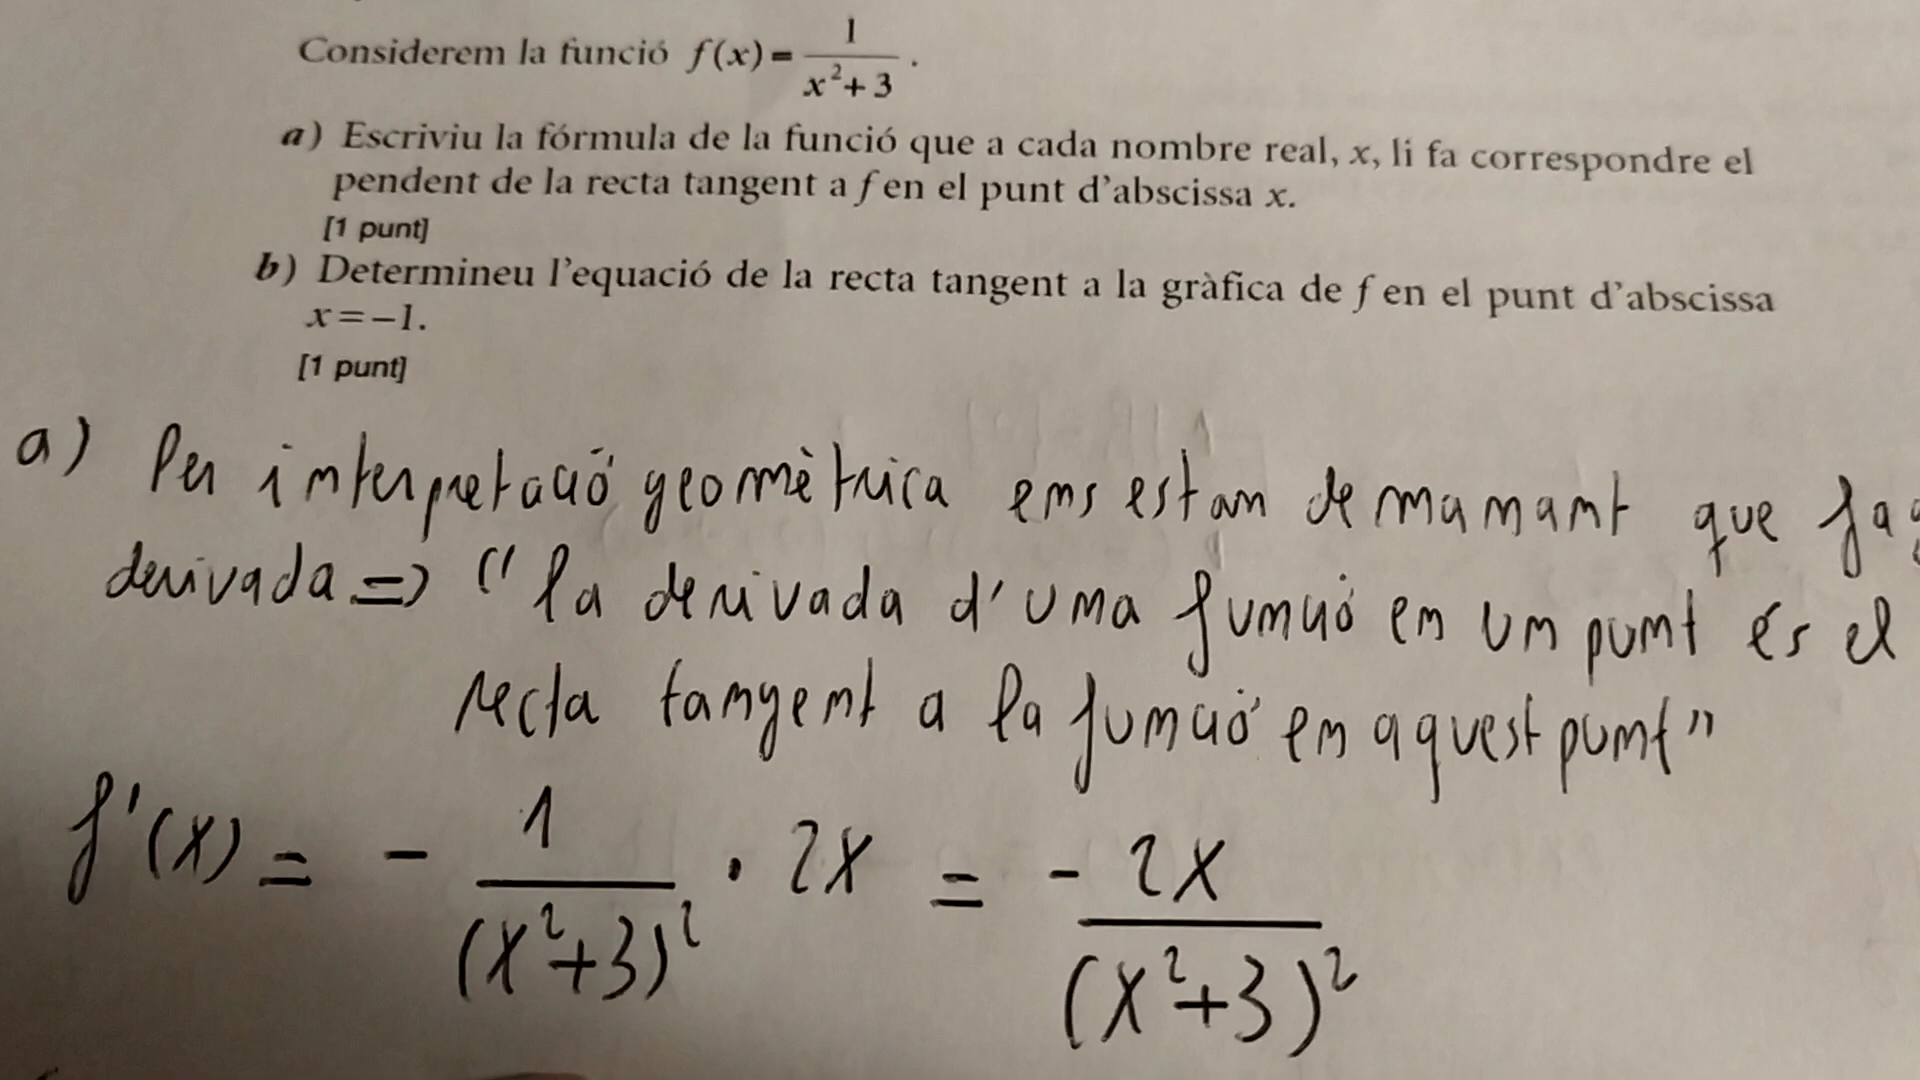 Considerem la funció f(x) = 1/(x²+3).
a) Escriviu la fórmula de la funció que a cada nombre real, x, li fa correspondre el
pendent de la recta tangent a f en el punt d'abscissa x.
[1 punt]
b) Determineu l'equació de la recta tangent a la gràfica de f en el punt d'abscissa
x=–1.
[1 punt]
a) Per interpretació geomètrica ens estan demanant que
derivada => "la derivada d'una funció en un punt és el
recta tangent a la funció en aquest punt"
f'(x) = - 1/(x²+3)² · 2x = - 2x/(x²+3)²